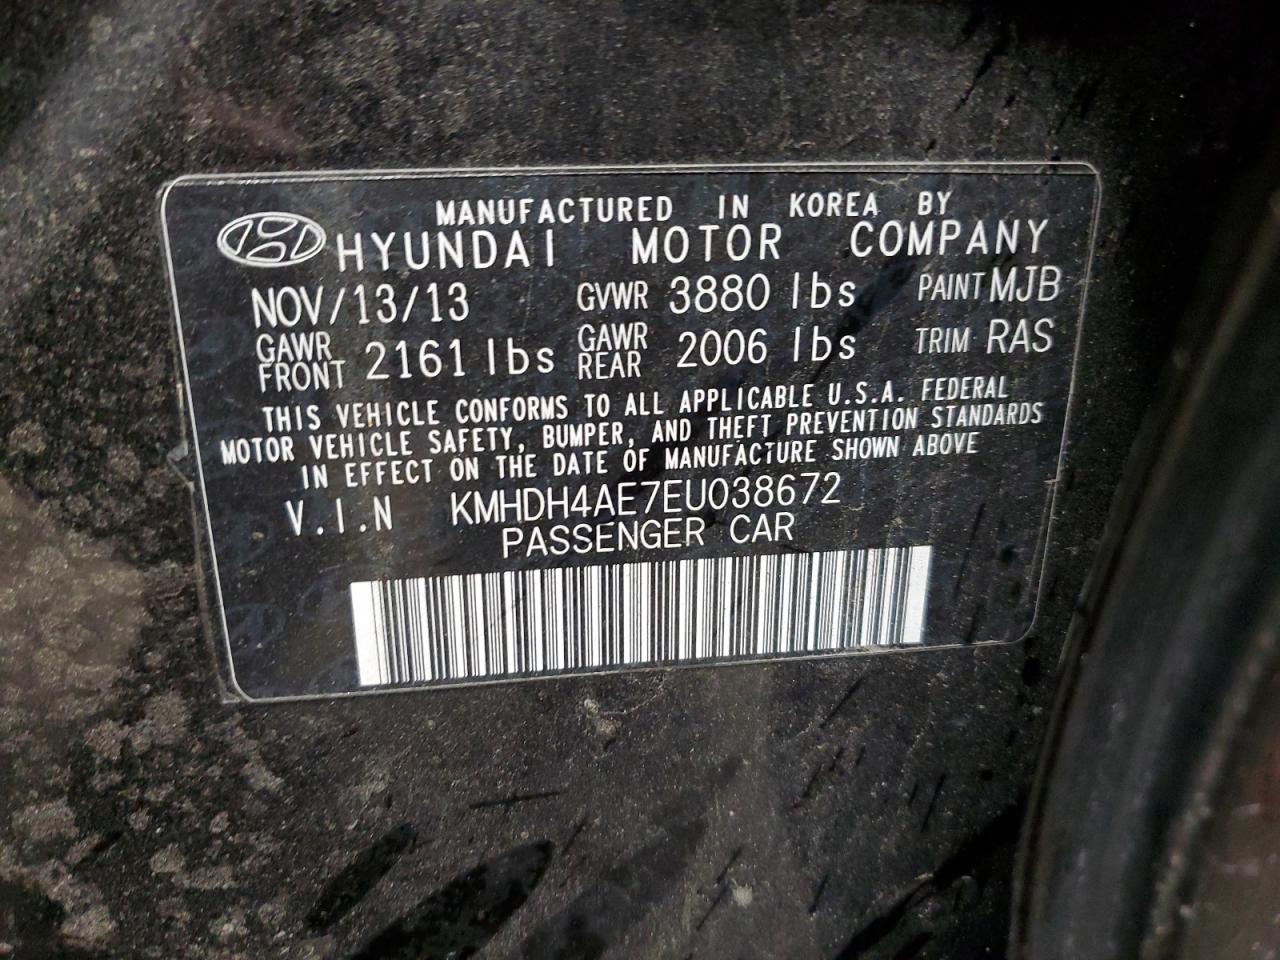 MANUFACTURED IN KOREA BY
HYUNDAI MOTOR COMPANY
NOV/13/13 GVWR 3880 lbs PAINT MJB
GAWR FRONT 2161 lbs GAWR REAR 2006 lbs TRIM RAS
THIS VEHICLE CONFORMS TO ALL APPLICABLE U.S.A. FEDERAL
MOTOR VEHICLE SAFETY, BUMPER, AND THEFT PREVENTION STANDARDS
IN EFFECT ON THE DATE OF MANUFACTURE SHOWN ABOVE
V.I.N KMHDH4AE7EU038672
PASSENGER CAR